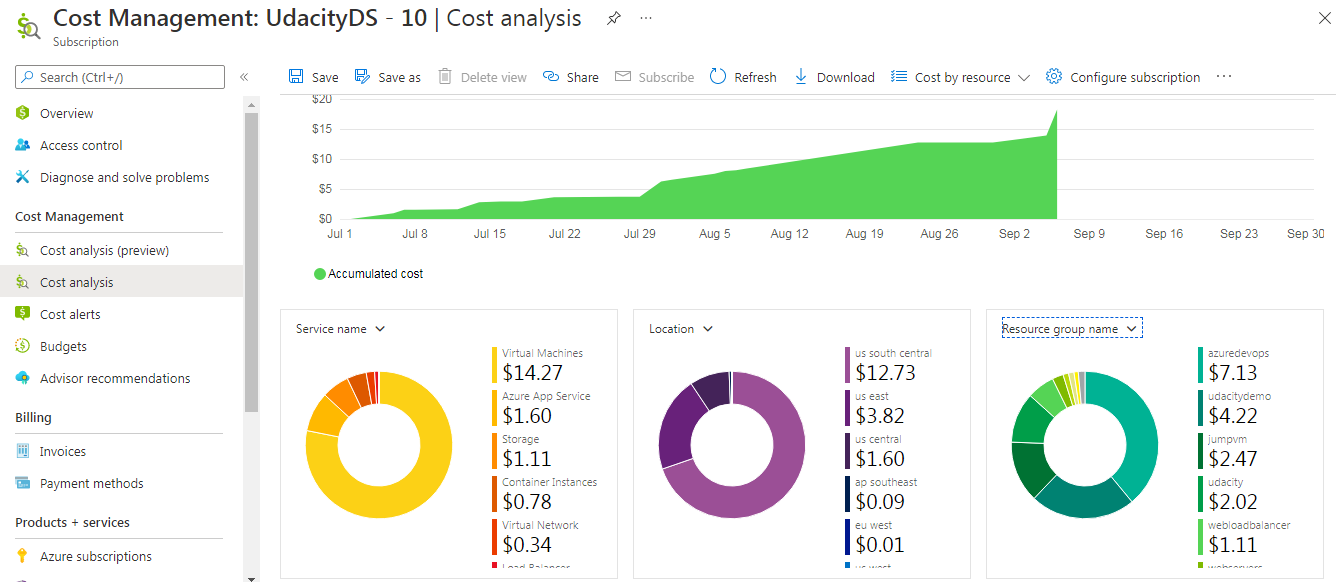 Cost Management: UdacityDS - 10 | Cost analysis
Subscription
Search (Ctrl+/)
Overview
Access control
Diagnose and solve problems
Cost Management
Cost analysis (preview)
Cost analysis
Cost alerts
Budgets
Advisor recommendations
Billing
Invoices
Payment methods
Products + services
Azure subscriptions
Save Save as Delete view Share Subscribe Refresh Download Cost by resource Configure subscription
$20
$15
$10
$5
$0
Jul 1 Jul 8 Jul 15 Jul 22 Jul 29 Aug 5 Aug 12 Aug 19 Aug 26 Sep 2 Sep 9 Sep 16 Sep 23 Sep 30
Accumulated cost
Service name
Virtual Machines
$14.27
Azure App Service
$1.60
Storage
$1.11
Container Instances
$0.78
Virtual Network
$0.34
Load Balancer
Location
us south central
$12.73
us east
$3.82
us central
$1.60
ap southeast
$0.09
eu west
$0.01
us west
Resource group name
azuredevops
$7.13
udacitydemo
$4.22
jumpvm
$2.47
udacity
$2.02
webloadbalancer
$1.11
webservers